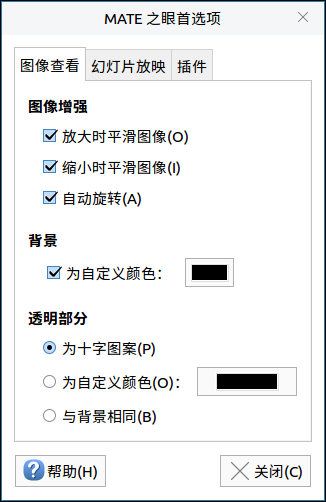 MATE 之眼首选项
图像查看 幻灯片放映 插件
图像增强
放大时平滑图像(O)
缩小时平滑图像(I)
自动旋转(A)
背景
为自定义颜色：
透明部分
为十字图案(P)
为自定义颜色(O)：
与背景相同(B)
帮助(H) 关闭(C)